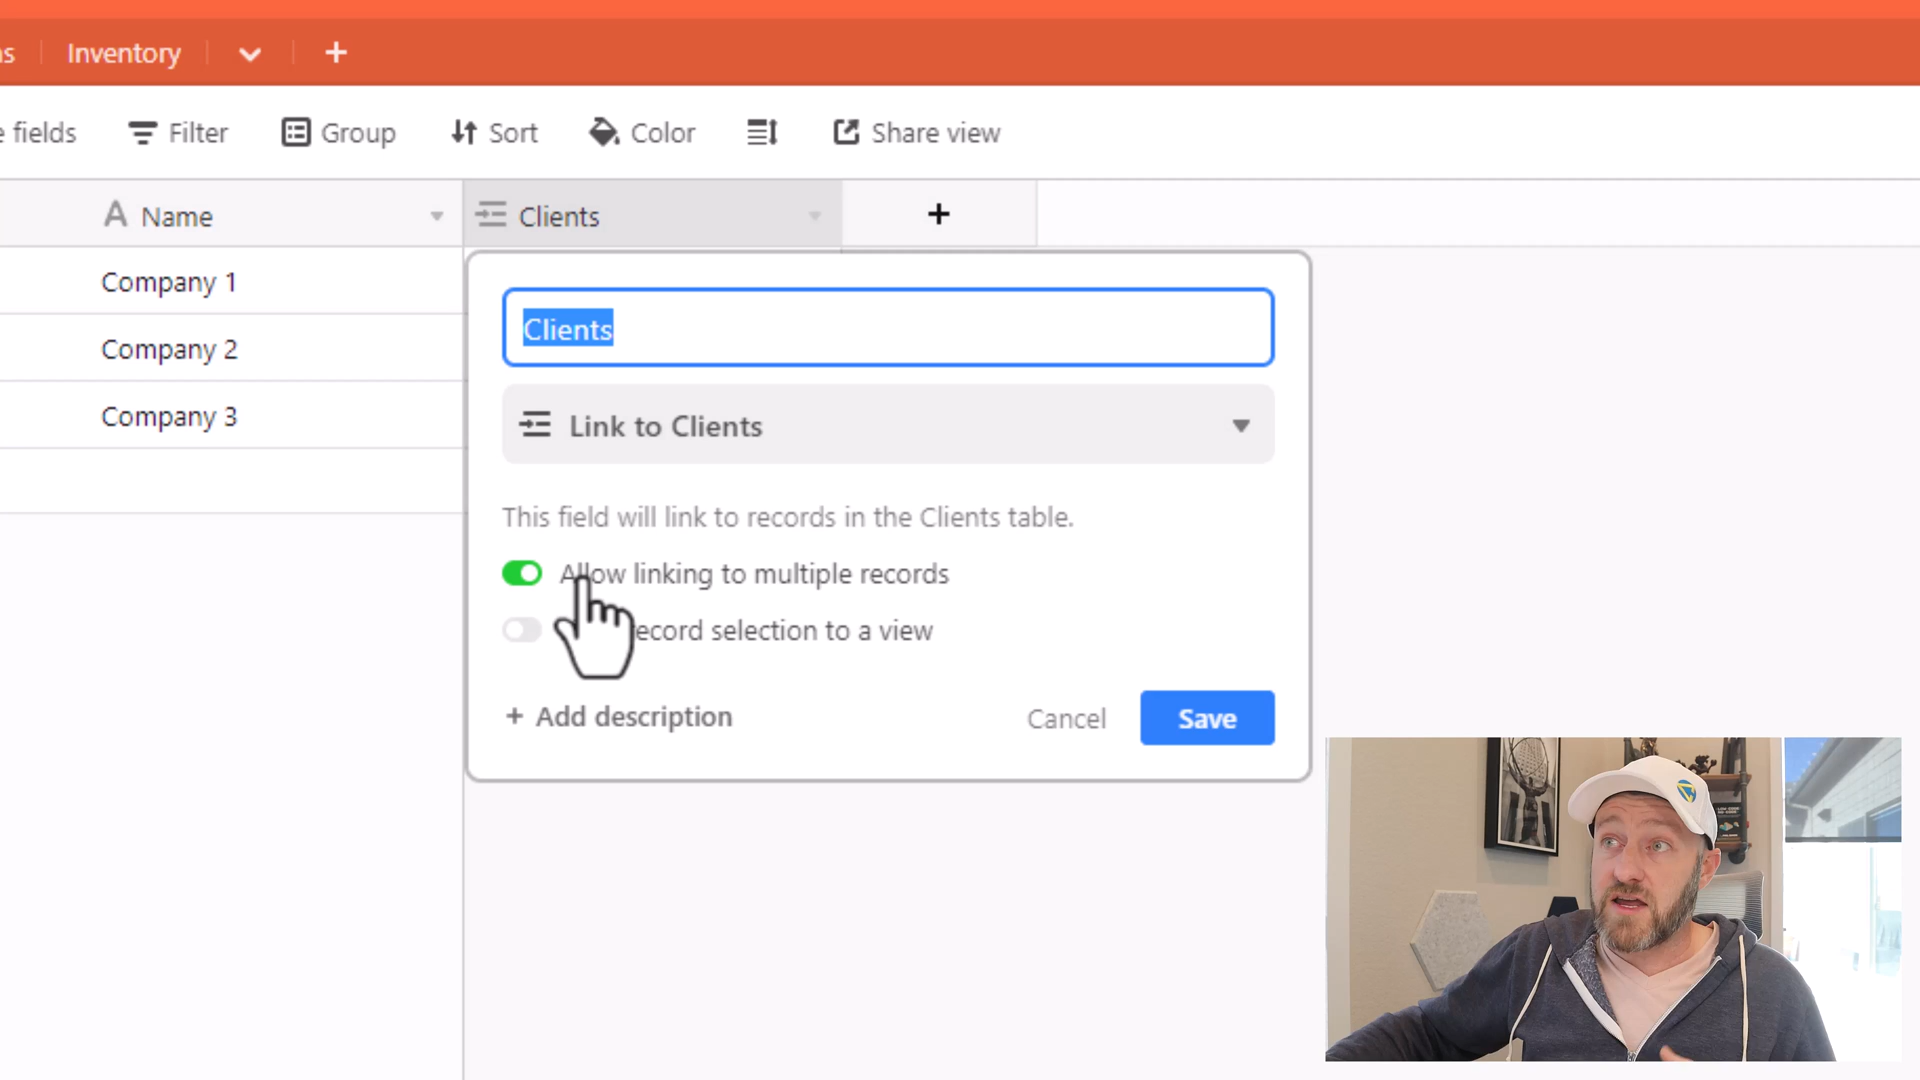 s Inventory +
e fields Filter Group Sort Color Share view
A Name Clients +
Company 1
Company 2
Company 3
Clients
Link to Clients
This field will link to records in the Clients table.
Allow linking to multiple records
record selection to a view
+ Add description Cancel Save